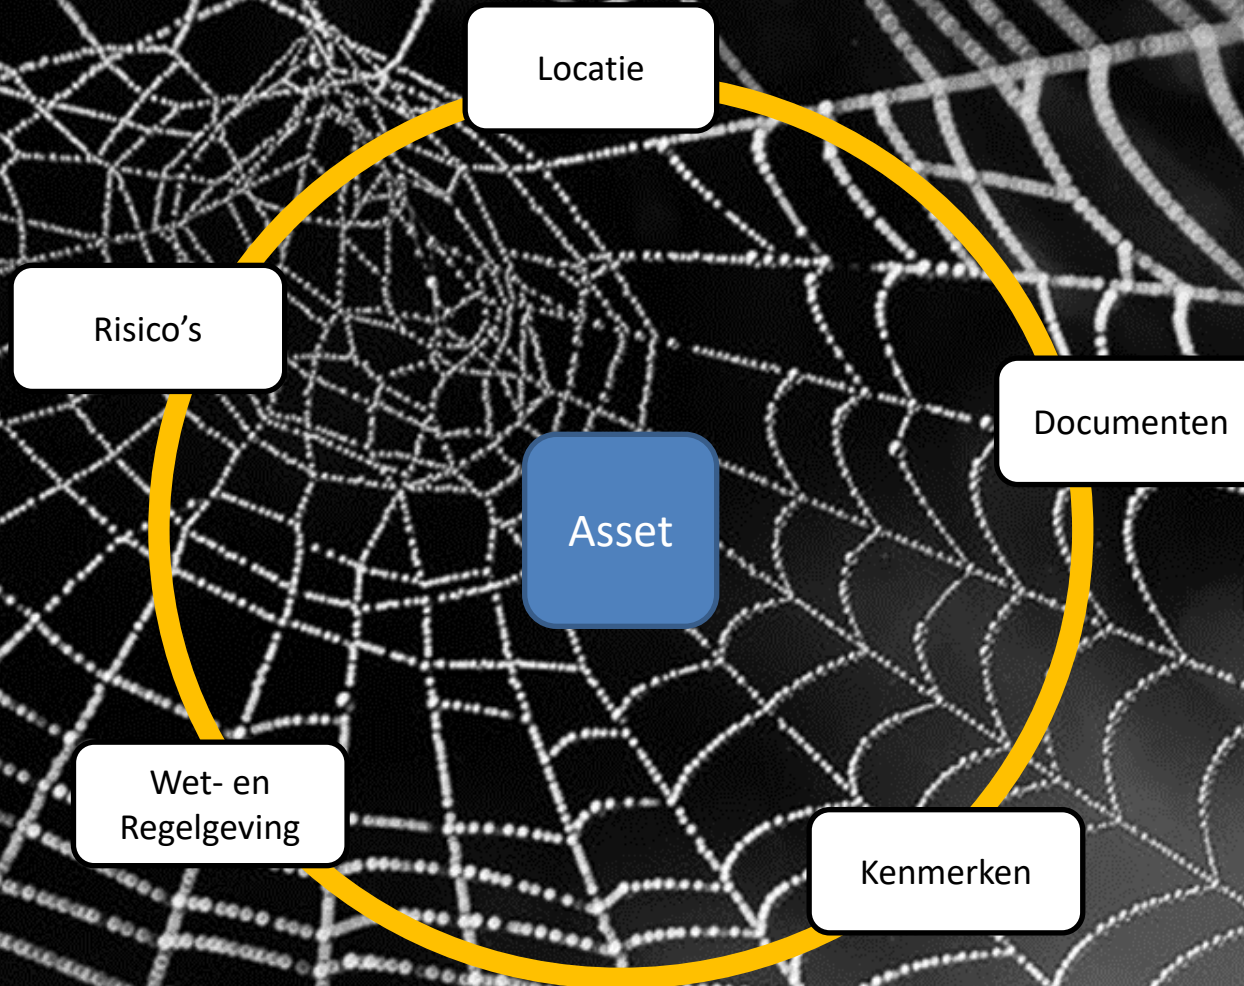 Locatie
Risico’s
Documenten
Asset
Wet- en
Regelgeving
Kenmerken